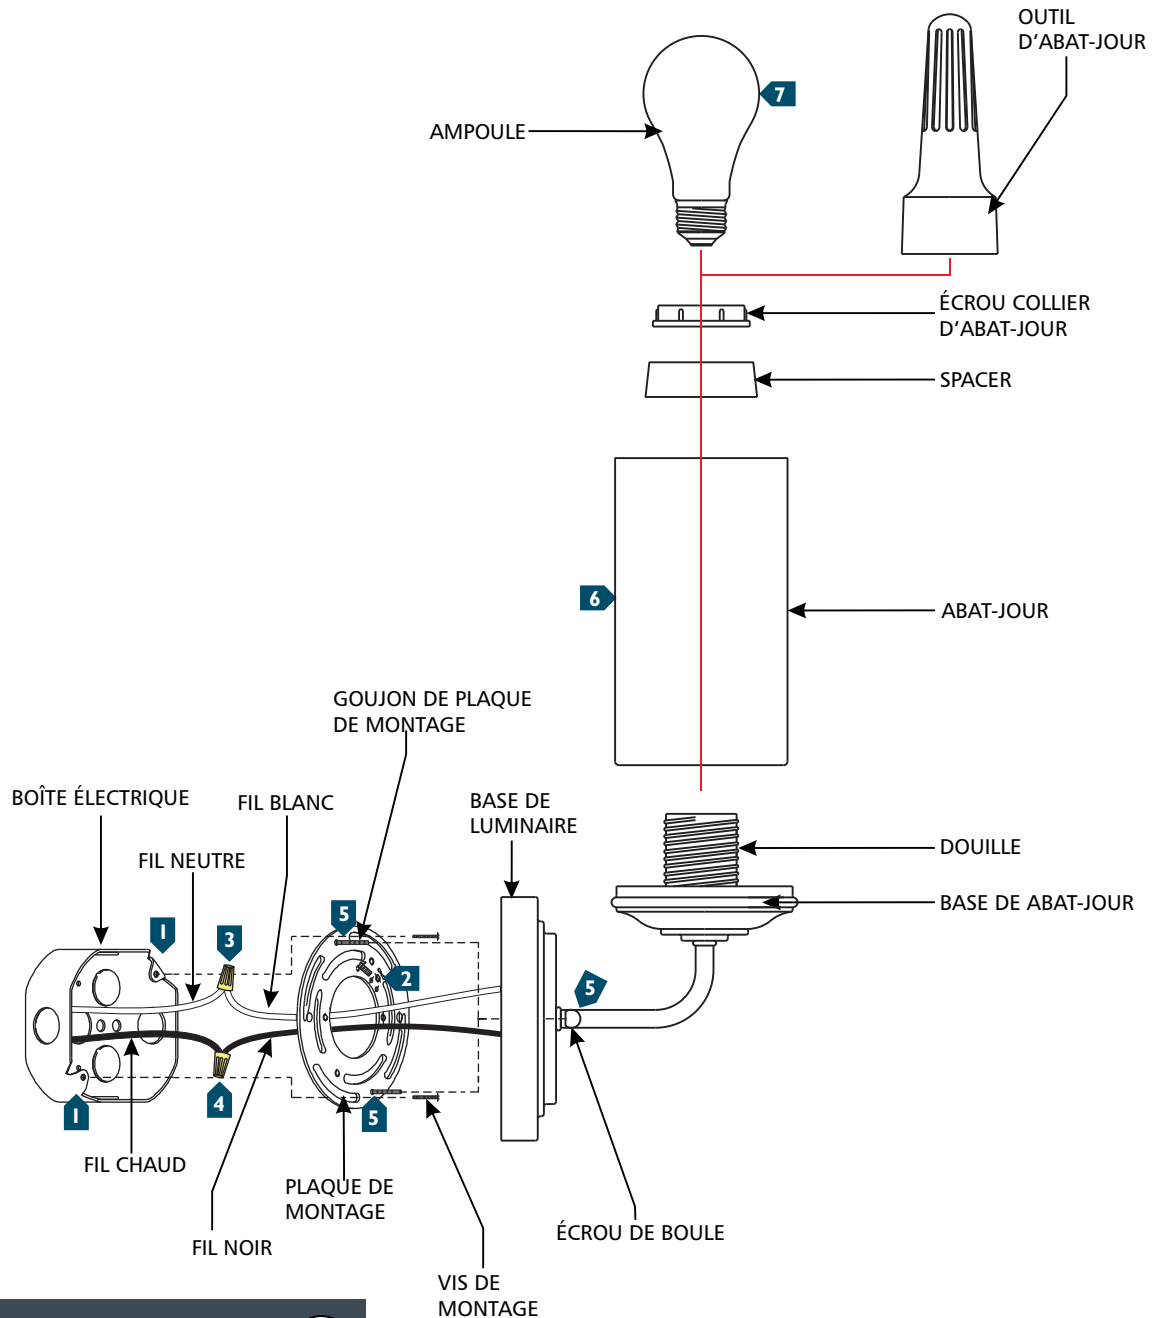 OUTIL
D'ABAT-JOUR
7
AMPOULE
ÉCROU COLLIER
D'ABAT-JOUR
SPACER
6
ABAT-JOUR
GOUJON DE PLAQUE
DE MONTAGE
BOÎTE ÉLECTRIQUE
FIL BLANC
BASE DE
LUMINAIRE
FIL NEUTRE
DOUILLE
BASE DE ABAT-JOUR
1
3
5
2
5
1
4
5
FIL CHAUD
PLAQUE DE
MONTAGE
FIL NOIR
ÉCROU DE BOULE
VIS DE
MONTAGE